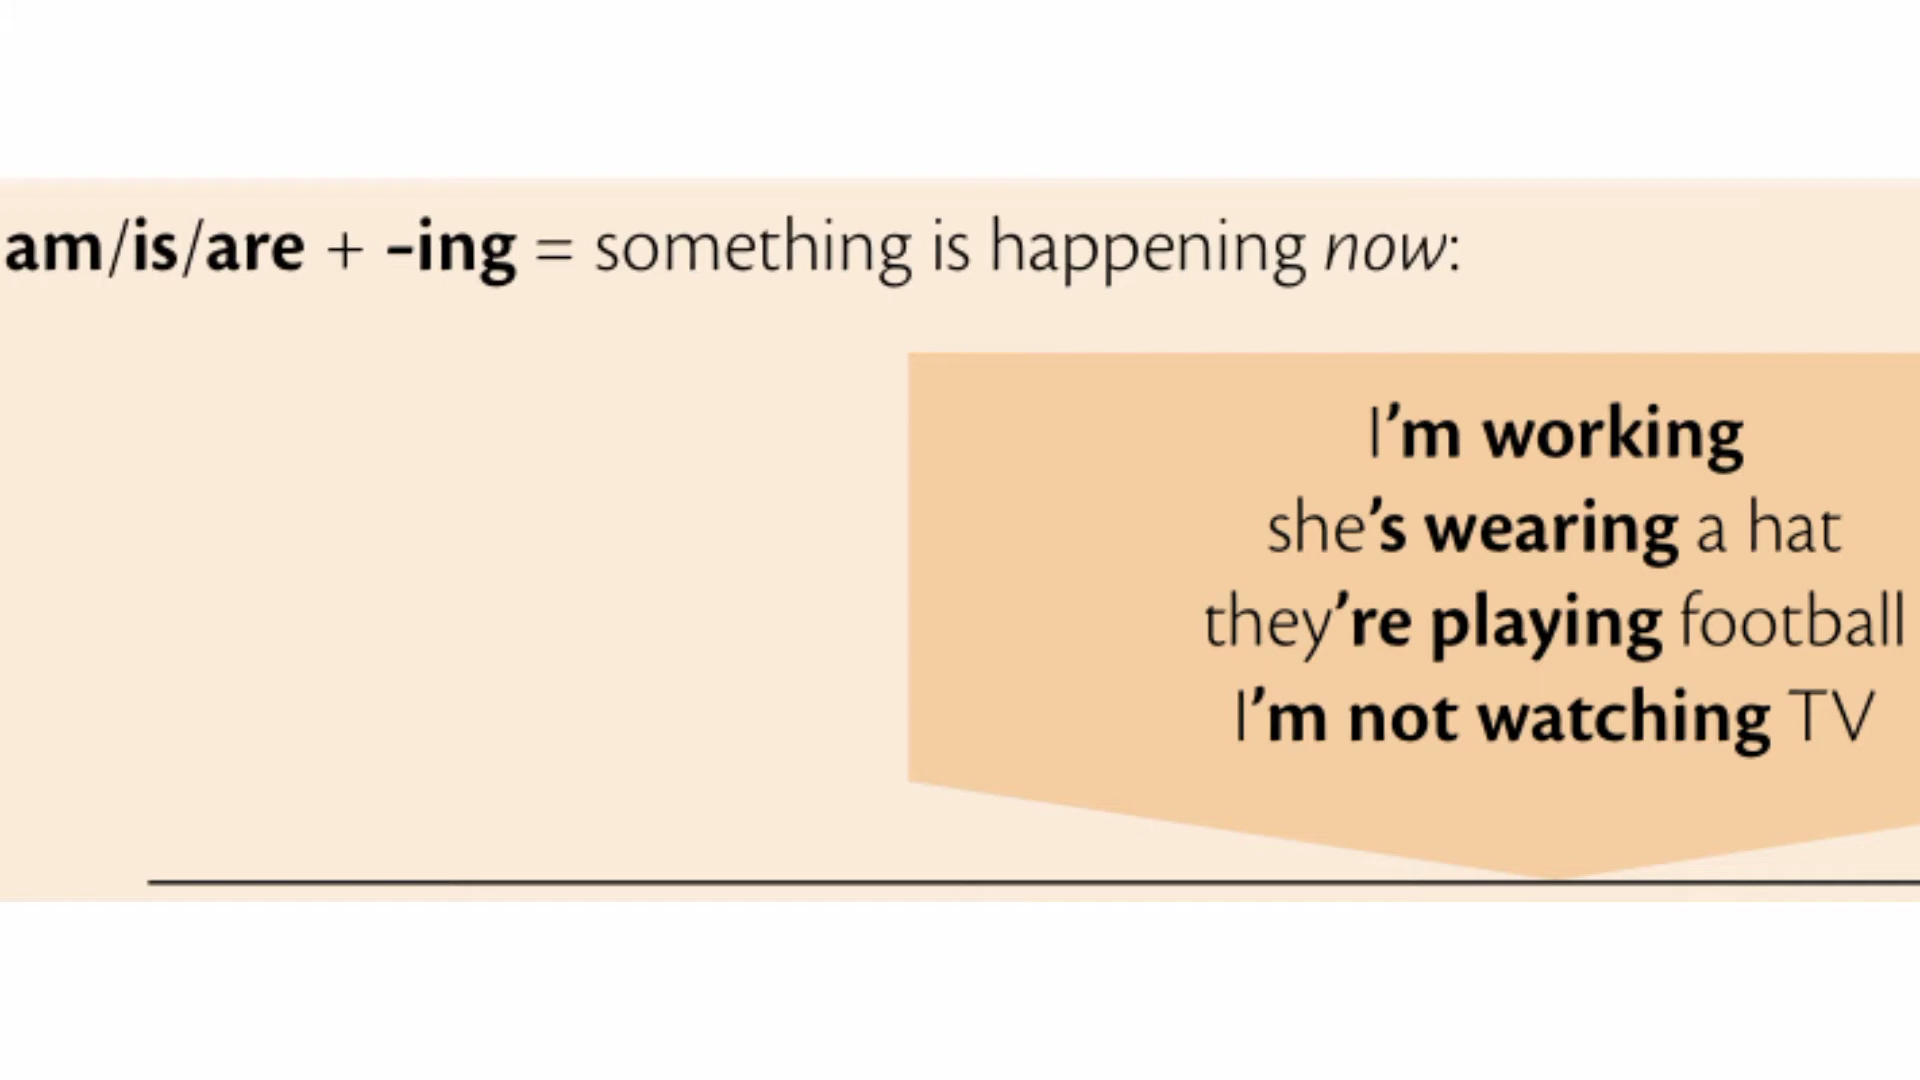 am/is/are + -ing = something is happening now:
I’m working
she’s wearing a hat
they’re playing football
I’m not watching TV